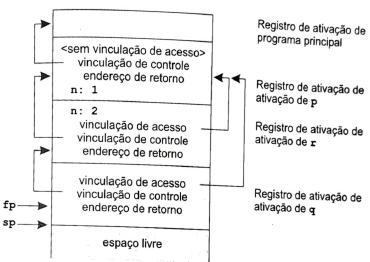 Registro de ativação de
programa principal
<sem vinculação de acesso>
vinculação de controle
endereço de retorno
n: 1
Registro de ativação de
ativação de p
n: 2
vinculação de acesso
vinculação de controle
endereço de retorno
Registro de ativação de
ativação de r
vinculação de acesso
vinculação de controle
endereço de retorno
Registro de ativação de
ativação de q
fp
sp
espaço livre